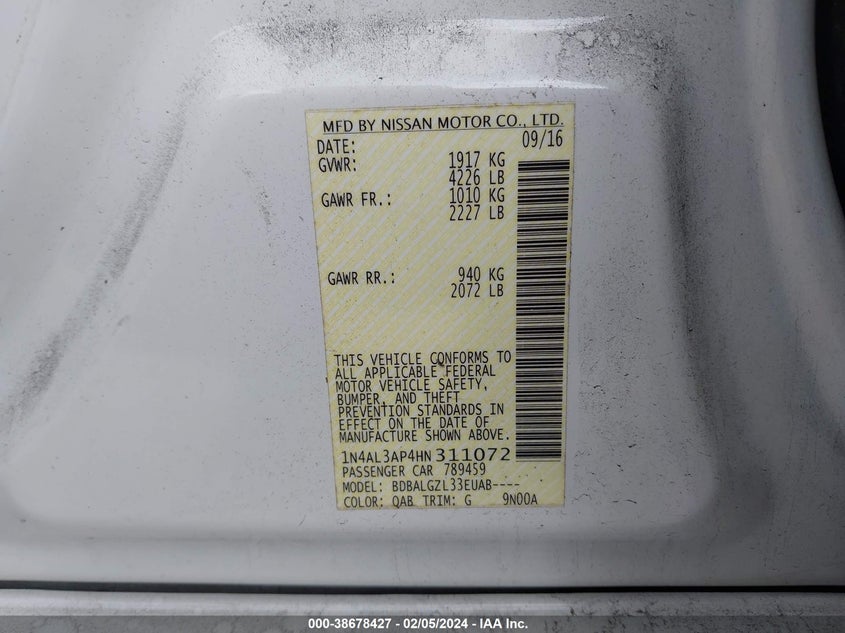 MFD BY NISSAN MOTOR CO., LTD.
DATE: 09/16
GVWR: 1917 KG
4226 LB
GAWR FR.: 1010 KG
2227 LB
GAWR RR.: 940 KG
2072 LB
THIS VEHICLE CONFORMS TO
ALL APPLICABLE FEDERAL
MOTOR VEHICLE SAFETY,
BUMPER, AND THEFT
PREVENTION STANDARDS IN
EFFECT ON THE DATE OF
MANUFACTURE SHOWN ABOVE.
1N4AL3AP4HN311072
PASSENGER CAR 789459
MODEL: BDBALGZL33EUAB----
COLOR: QAB TRIM: G 9N00A
000-38678427 - 02/05/2024 - IAA Inc.